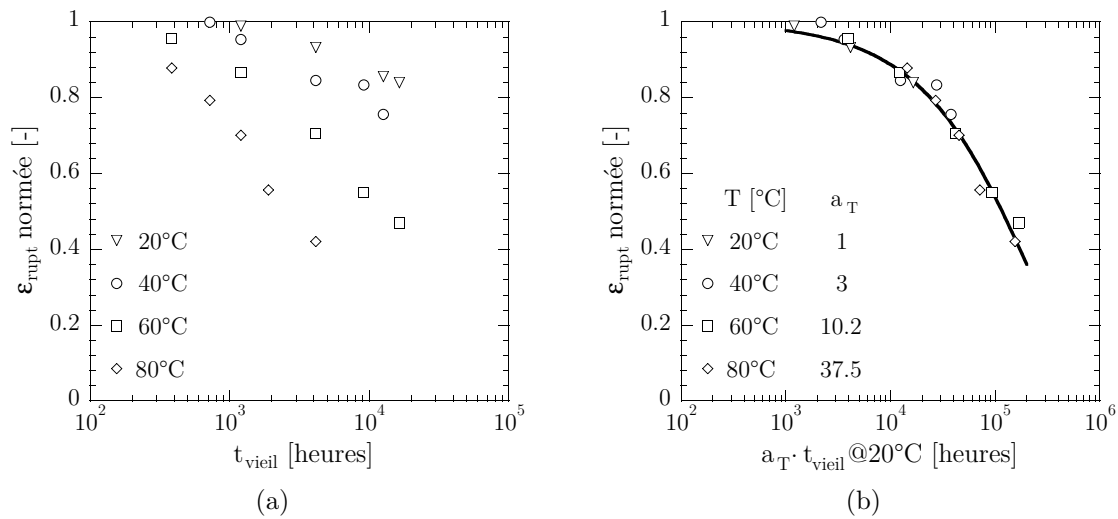 1
0.8
0.6
0.4
0.2
0
ε_rupt normée [-]
20°C
40°C
60°C
80°C
10^2 10^3 10^4 10^5
t_vieil [heures]
(a)
1
0.8
0.6
0.4
0.2
0
ε_rupt normée [-]
T [°C] a_T
20°C 1
40°C 3
60°C 10.2
80°C 37.5
10^2 10^3 10^4 10^5 10^6
a_T·t_vieil@20°C [heures]
(b)